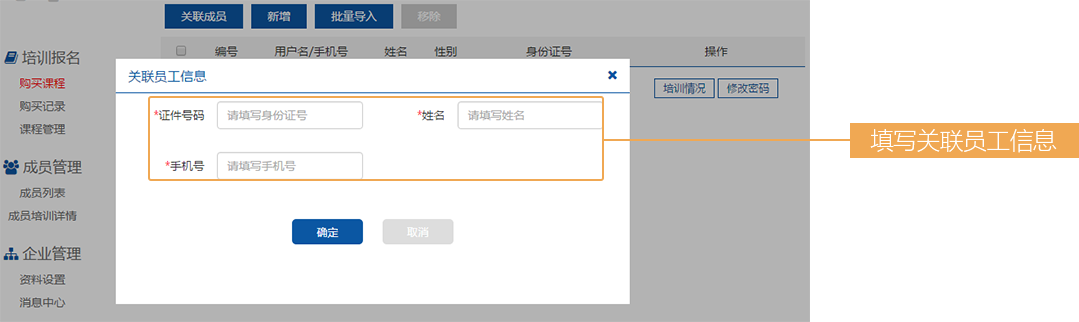 关联成员 新增 批量导入 移除
培训报名
购买课程
购买记录
课程管理
成员管理
成员列表
成员培训详情
企业管理
资料设置
消息中心
编号 用户名/手机号 姓名 性别 身份证号 操作
培训情况 修改密码
关联员工信息
*证件号码 请填写身份证号 *姓名 请填写姓名
*手机号 请填写手机号
确定 取消
填写关联员工信息